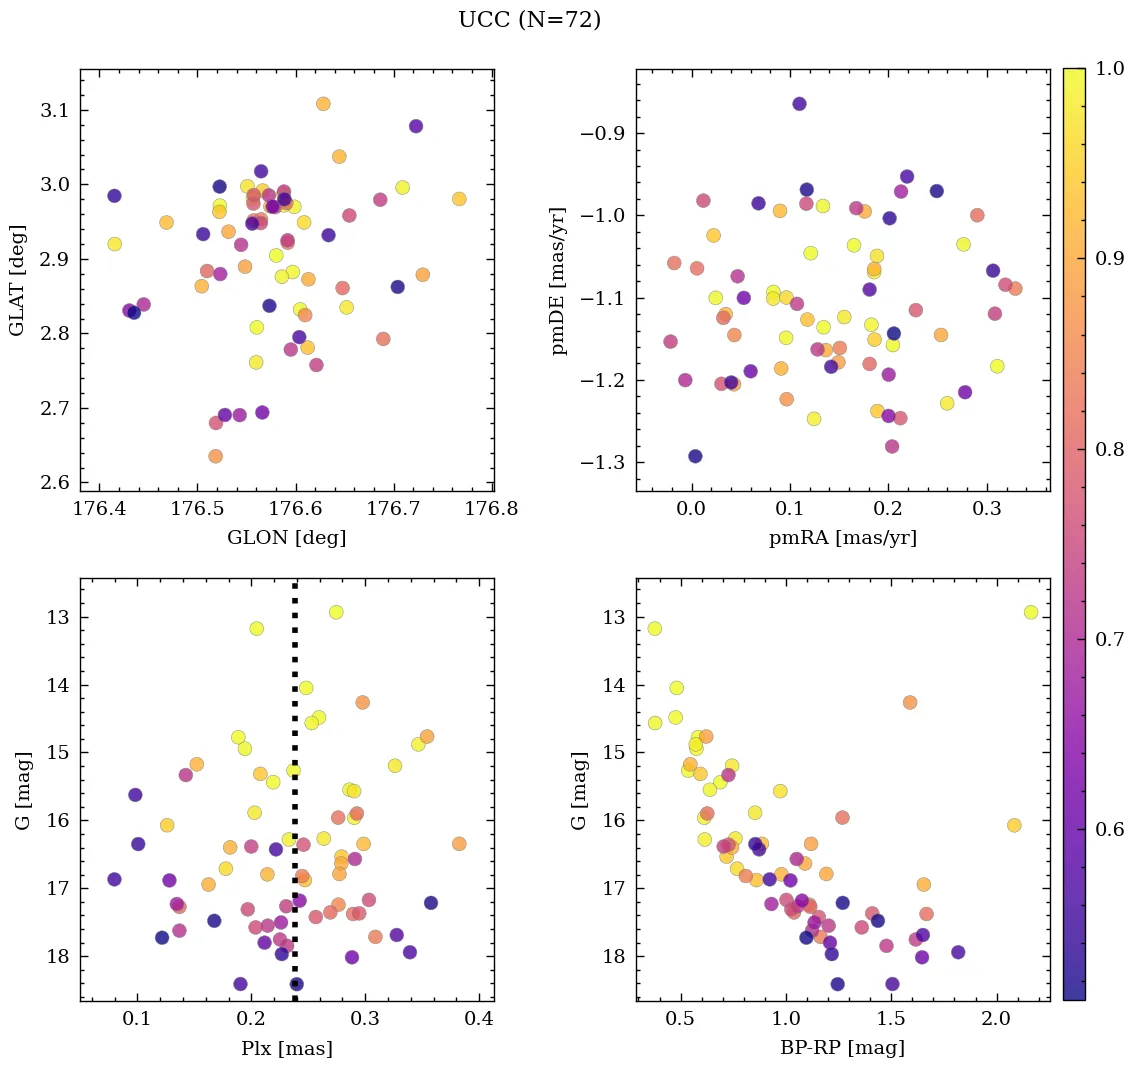 UCC (N=72)
3.1
3.0
2.9
2.8
2.7
2.6
GLAT [deg]
176.4 176.5 176.6 176.7 176.8
GLON [deg]
−0.9
−1.0
−1.1
−1.2
−1.3
pmDE [mas/yr]
0.0 0.1 0.2 0.3
pmRA [mas/yr]
13
14
15
16
17
18
G [mag]
0.1 0.2 0.3 0.4
Plx [mas]
13
14
15
16
17
18
G [mag]
0.5 1.0 1.5 2.0
BP-RP [mag]
1.0
0.9
0.8
0.7
0.6